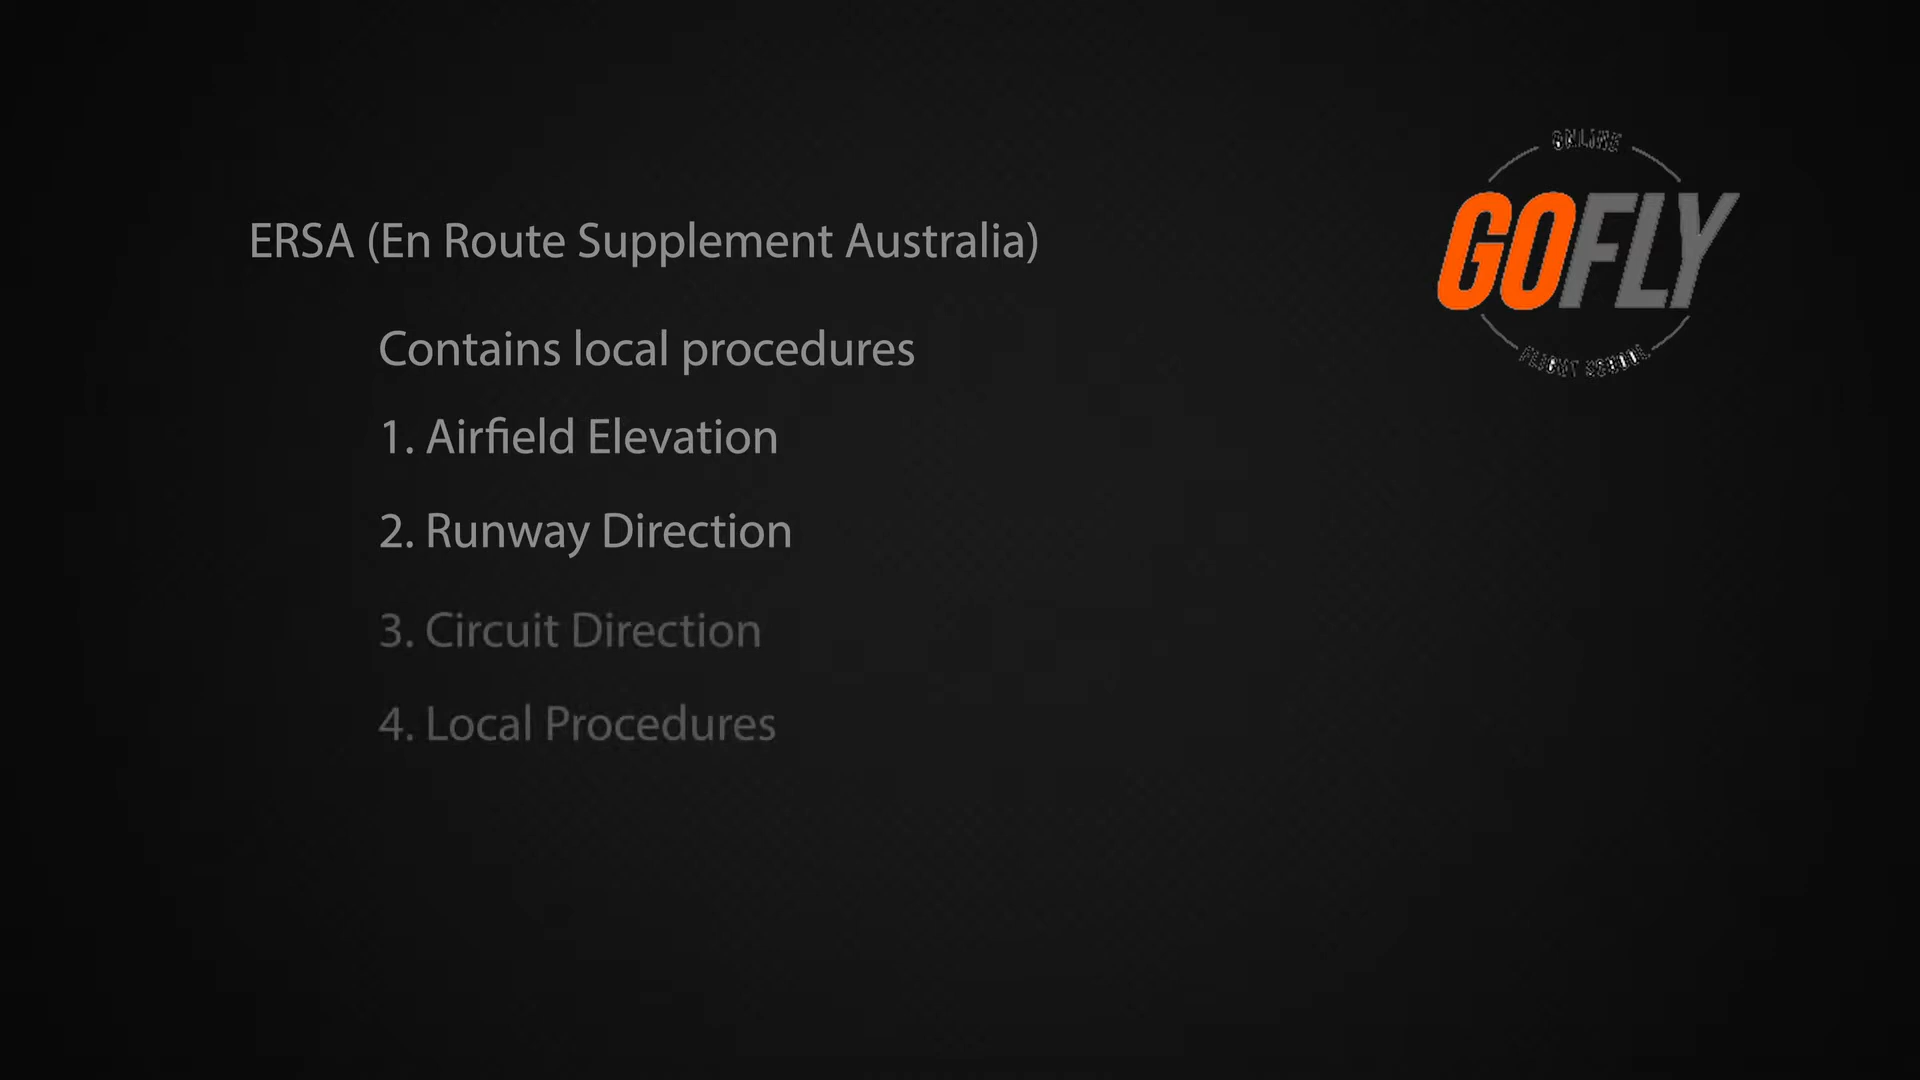 ONLINE
GOFLY
FLIGHT SCHOOL
ERSA (En Route Supplement Australia)
Contains local procedures
1. Airfield Elevation
2. Runway Direction
3. Circuit Direction
4. Local Procedures